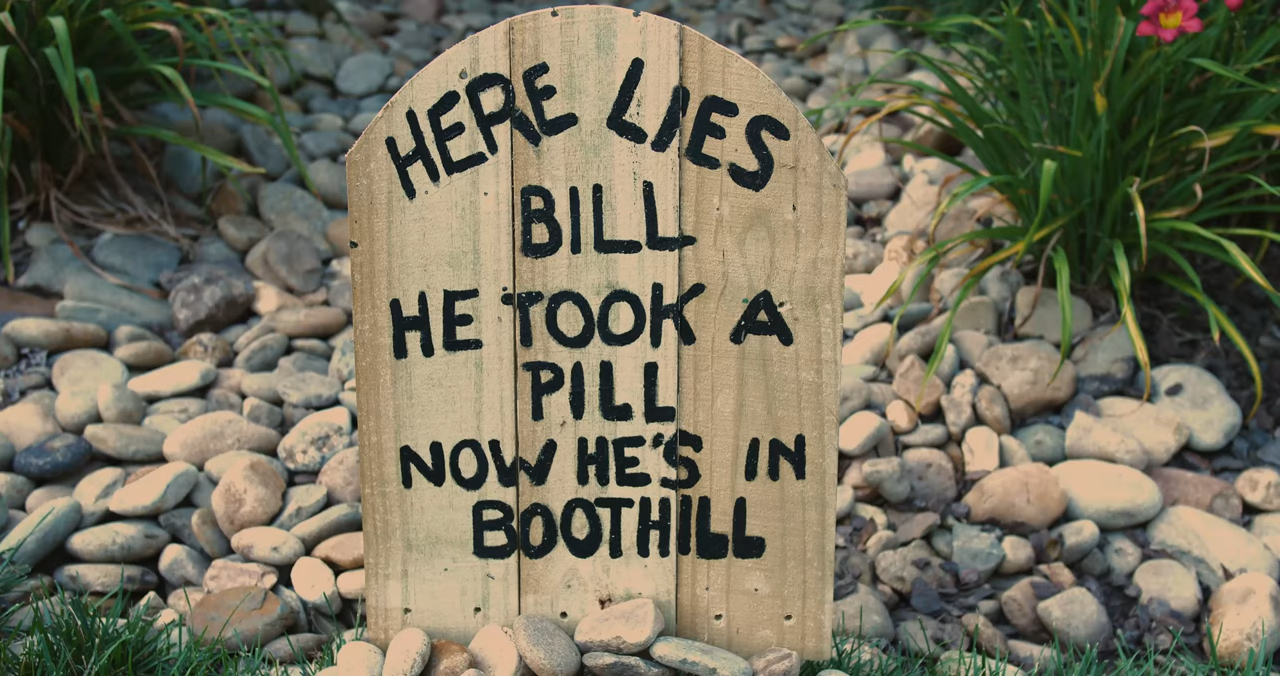 HERE LIES
BILL
HE TOOK A
PILL
NOW HE'S IN
BOOTHILL